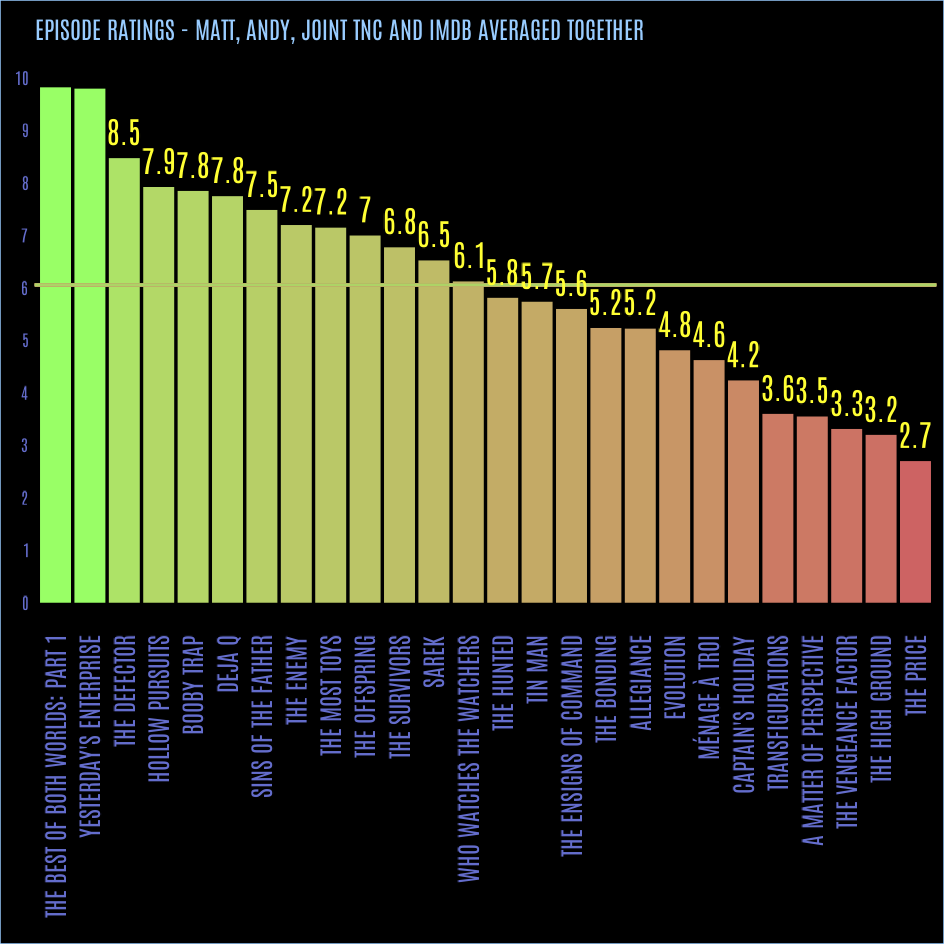 EPISODE RATINGS - MATT, ANDY, JOINT TNC AND IMDB AVERAGED TOGETHER
10
9
8
7
6
5
4
3
2
1
0
8.5
7.9
7.8
7.8
7.5
7.2
7.2
7
6.8
6.5
6.1
5.8
5.7
5.6
5.2
5.2
4.8
4.6
4.2
3.6
3.5
3.3
3.2
2.7
THE BEST OF BOTH WORLDS: PART 1
YESTERDAY'S ENTERPRISE
THE DEFECTOR
HOLLOW PURSUITS
BOOBY TRAP
DEJA Q
SINS OF THE FATHER
THE ENEMY
THE MOST TOYS
THE OFFSPRING
THE SURVIVORS
SAREK
WHO WATCHES THE WATCHERS
THE HUNTED
TIN MAN
THE ENSIGNS OF COMMAND
THE BONDING
ALLEGIANCE
EVOLUTION
MÉNAGE À TROI
CAPTAIN'S HOLIDAY
TRANSFIGURATIONS
A MATTER OF PERSPECTIVE
THE VENGEANCE FACTOR
THE HIGH GROUND
THE PRICE